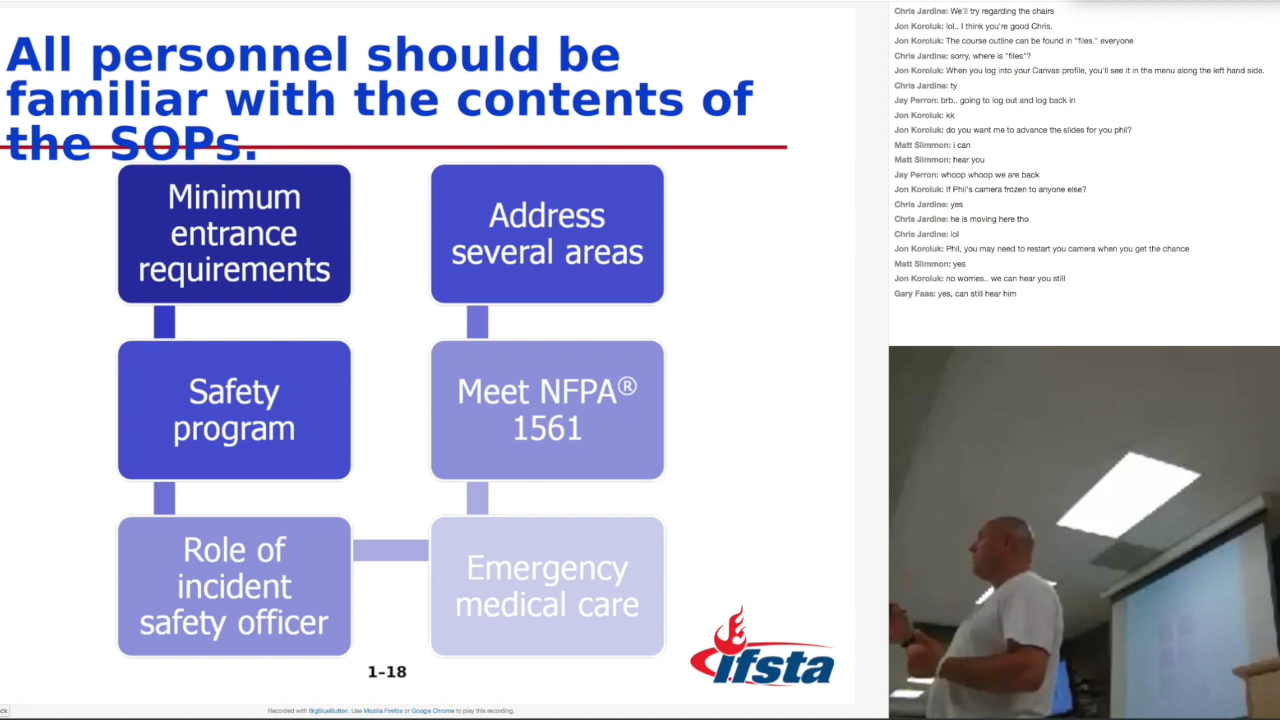 All personnel should be
familiar with the contents of
the SOPs.
Minimum
entrance
requirements
Safety
program
Role of
incident
safety officer
Emergency
medical care
Meet NFPA®
1561
Address
several areas
1–18
ifsta
ck
Recorded with BigBlueButton. Use Mozilla Firefox or Google Chrome to play this recording.
Chris Jardine: We'll try regarding the chairs
Jon Koroluk: lol.. I think you're good Chris.
Jon Koroluk: The course outline can be found in "files." everyone
Chris Jardine: sorry, where is "files"?
Jon Koroluk: When you log into your Canvas profile, you'll see it in the menu along the left hand side.
Chris Jardine: ty
Jay Perron: brb.. going to log out and log back in
Jon Koroluk: kk
Jon Koroluk: do you want me to advance the slides for you phil?
Matt Slimmon: i can
Matt Slimmon: hear you
Jay Perron: whoop whoop we are back
Jon Koroluk: If Phil's camera frozen to anyone else?
Chris Jardine: yes
Chris Jardine: he is moving here tho
Chris Jardine: lol
Jon Koroluk: Phil, you may need to restart you camera when you get the chance
Matt Slimmon: yes
Jon Koroluk: no worries.. we can hear you still
Gary Faas: yes, can still hear him